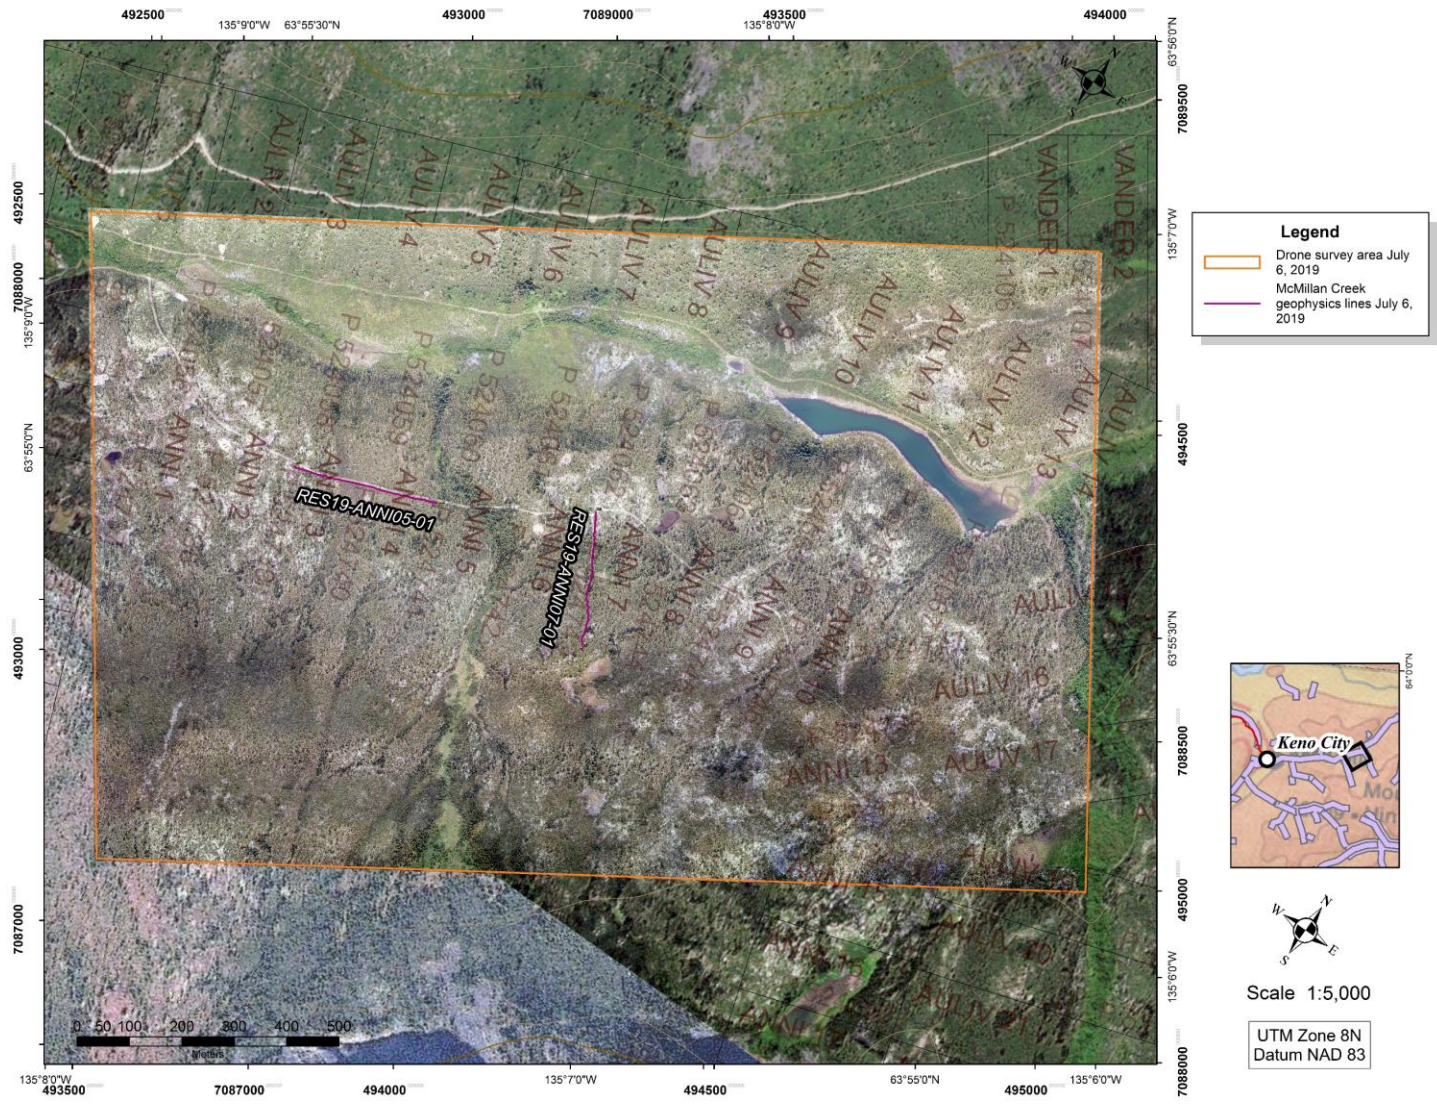 492500
493000
7089000
493500
494000
135°9'0"W
63°55'30"N
135°8'0"W
63°56'0"N
7089500
135°7'0"W
494500
63°55'30"N
7088500
495000
135°6'0"W
7088000
492500
7088000
135°9'0"W
63°55'0"N
493000
7087000
135°8'0"W
493500
7087000
494000
135°7'0"W
494500
63°55'0"N
495000
135°6'0"W
N
W
E
S
AULIV 2
AULIV 3
AULIV 4
AULIV 5
AULIV 6
AULIV 7
AULIV 8
AULIV 9
AULIV 10
AULIV 11
AULIV 12
AULIV 13
AULIV 14
VANDER 1
VANDER 2
P 524106
ANNI 1
ANNI 2
ANNI 4
ANNI 5
ANNI 6
ANNI 7
ANNI 8
ANNI 9
ANNI 10
AULIV 16
AULIV 17
ANNI 13
RES19-ANNI05-01
RES19-ANNI07-01
0 50 100 200 300 400 500
Meters
Legend
Drone survey area July
6, 2019
McMillan Creek
geophysics lines July 6,
2019
64°0'0"N
Keno City
N
W
E
S
Scale 1:5,000
UTM Zone 8N
Datum NAD 83